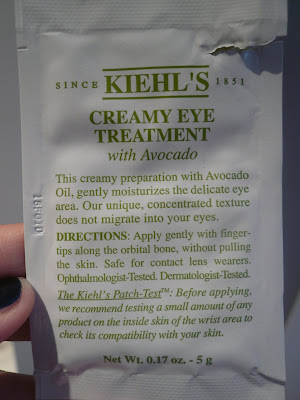 SINCE KIEHL'S 1851
CREAMY EYE
TREATMENT
with Avocado
This creamy preparation with Avocado
Oil, gently moisturizes the delicate eye
area. Our unique, concentrated texture
does not migrate into your eyes.
DIRECTIONS: Apply gently with finger-
tips along the orbital bone, without pulling
the skin. Safe for contact lens wearers.
Ophthalmologist-Tested. Dermatologist-Tested.
The Kiehl's Patch-Test™: Before applying,
we recommend testing a small amount of any
product on the inside skin of the wrist area to
check its compatibility with your skin.
Net Wt. 0.17 oz. - 5 g